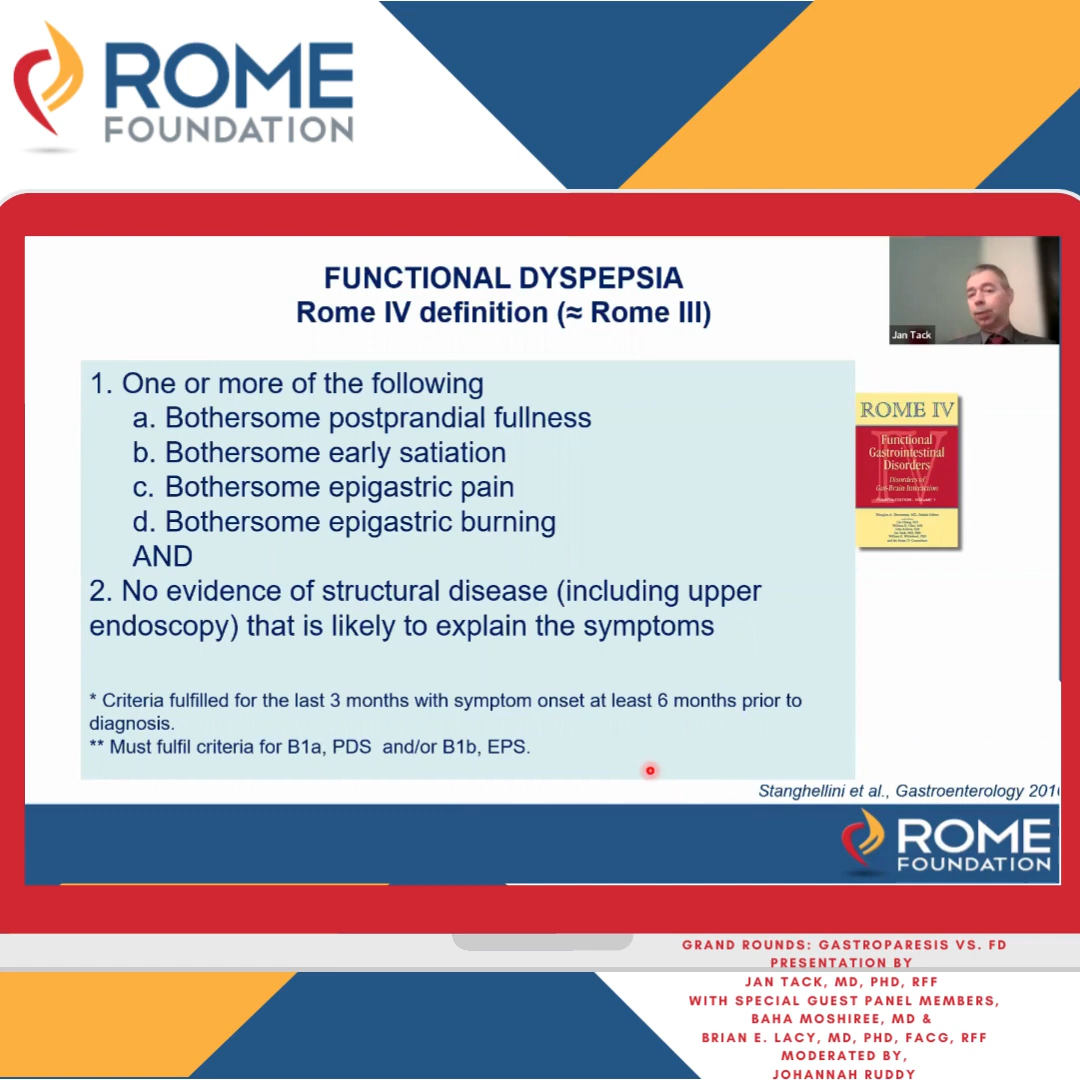 ROME
FOUNDATION
FUNCTIONAL DYSPEPSIA
Rome IV definition (≈ Rome III)
Jan Tack
1. One or more of the following
a. Bothersome postprandial fullness
b. Bothersome early satiation
c. Bothersome epigastric pain
d. Bothersome epigastric burning
AND
2. No evidence of structural disease (including upper
endoscopy) that is likely to explain the symptoms
* Criteria fulfilled for the last 3 months with symptom onset at least 6 months prior to
diagnosis.
** Must fulfil criteria for B1a, PDS and/or B1b, EPS.
ROME IV
Functional
Gastrointestinal
Disorders
Disorders of
Gut-Brain Interaction
Stanghellini et al., Gastroenterology 201
ROME
FOUNDATION
GRAND ROUNDS: GASTROPARESIS VS. FD
PRESENTATION BY
JAN TACK, MD, PHD, RFF
WITH SPECIAL GUEST PANEL MEMBERS,
BAHA MOSHIREE, MD &
BRIAN E. LACY, MD, PHD, FACG, RFF
MODERATED BY,
JOHANNAH RUDDY